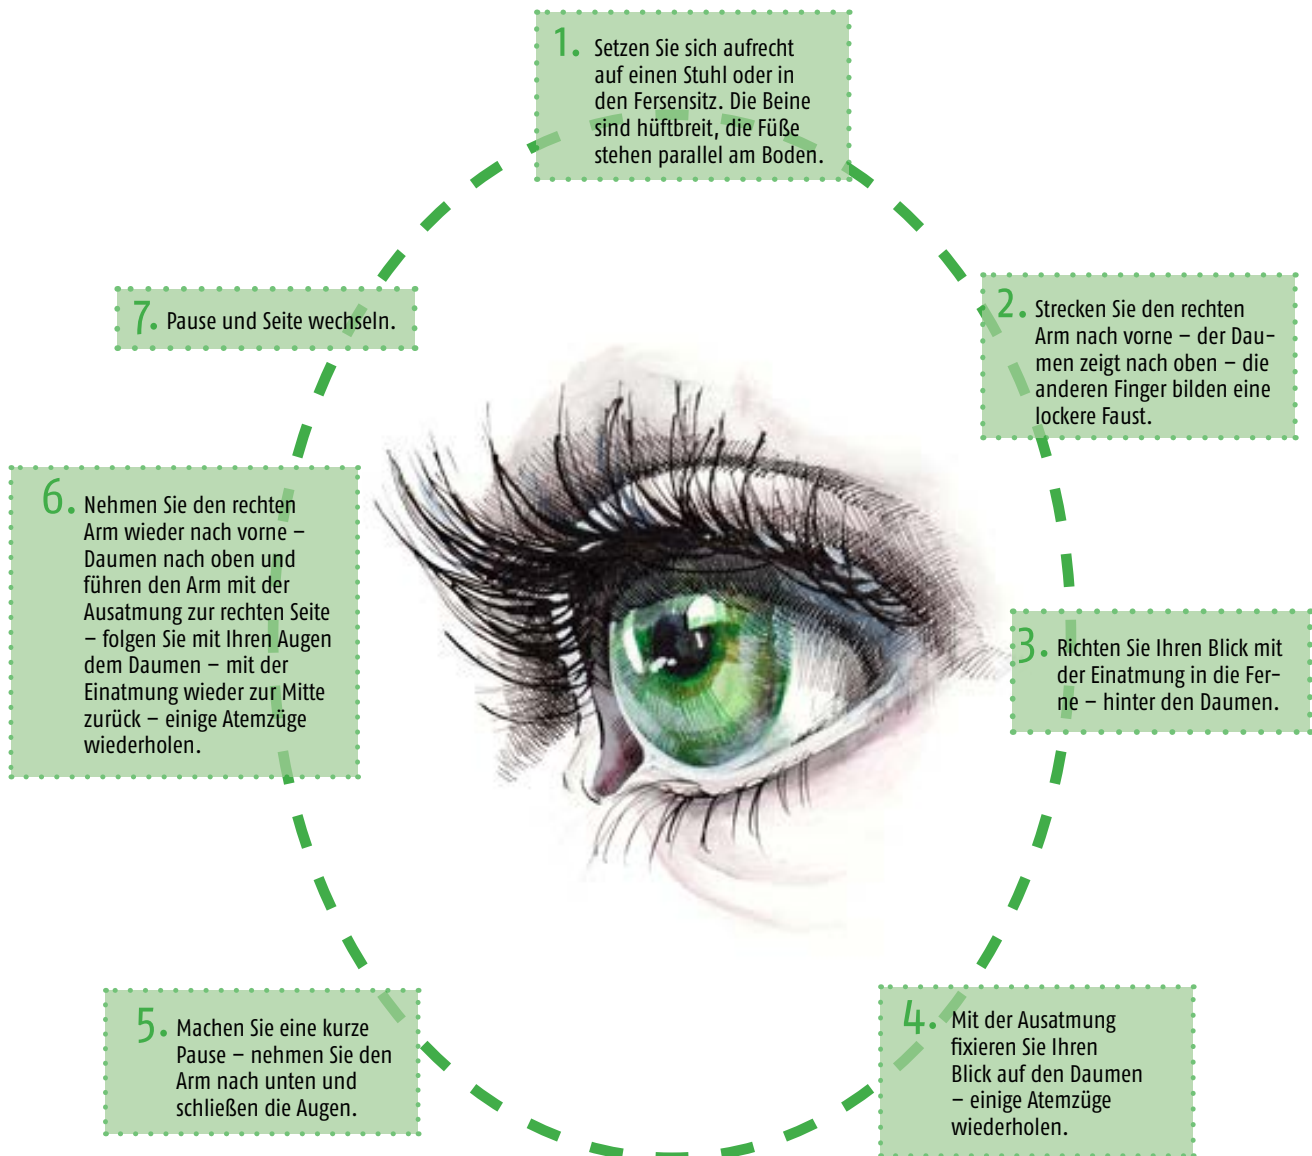 1. Setzen Sie sich aufrecht
auf einen Stuhl oder in
den Fersensitz. Die Beine
sind hüftbreit, die Füße
stehen parallel am Boden.
2. Strecken Sie den rechten
Arm nach vorne – der Dau-
men zeigt nach oben – die
anderen Finger bilden eine
lockere Faust.
3. Richten Sie Ihren Blick mit
der Einatmung in die Fer-
ne – hinter den Daumen.
4. Mit der Ausatmung
fixieren Sie Ihren
Blick auf den Daumen
– einige Atemzüge
wiederholen.
5. Machen Sie eine kurze
Pause – nehmen Sie den
Arm nach unten und
schließen die Augen.
6. Nehmen Sie den rechten
Arm wieder nach vorne –
Daumen nach oben und
führen den Arm mit der
Ausatmung zur rechten Seite
– folgen Sie mit Ihren Augen
dem Daumen – mit der
Einatmung wieder zur Mitte
zurück – einige Atemzüge
wiederholen.
7. Pause und Seite wechseln.